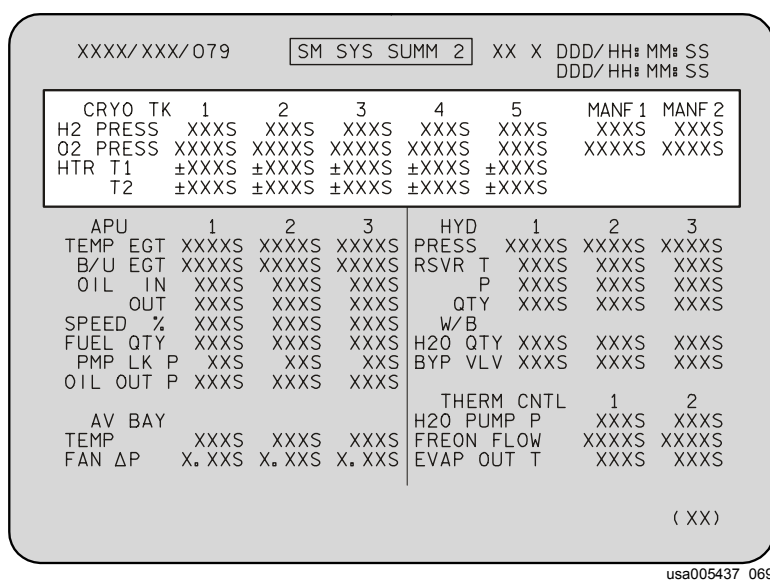 XXXX/XXX/079 SM SYS SUMM 2 XX X DDD/HH:MM:SS
DDD/HH:MM:SS
CRYO TK 1 2 3 4 5 MANF1 MANF2
H2 PRESS XXXS XXXS XXXS XXXS XXXS XXXS XXXS
O2 PRESS XXXXS XXXXS XXXXS XXXXS XXXXS XXXXS XXXXS
HTR T1 ±XXXS ±XXXS ±XXXS ±XXXS ±XXXS
T2 ±XXXS ±XXXS ±XXXS ±XXXS ±XXXS
APU 1 2 3
TEMP EGT XXXXS XXXXS XXXXS
B/U EGT XXXXS XXXXS XXXXS
OIL IN XXXS XXXS XXXS
OUT XXXS XXXS XXXS
SPEED % XXXS XXXS XXXS
FUEL QTY XXXS XXXS XXXS
PMP LK P XXS XXS XXS
OIL OUT P XXXS XXXS XXXS
AV BAY
TEMP XXXS XXXS XXXS
FAN ΔP X.XXS X.XXS X.XXS
HYD 1 2 3
PRESS XXXXS XXXXS XXXXS
RSVR T XXXS XXXS XXXS
P XXXS XXXS XXXS
QTY XXXS XXXS XXXS
W/B
H2O QTY XXXS XXXS XXXS
BYP VLV XXXS XXXS XXXS
THERM CNTL 1 2
H2O PUMP P XXXS XXXS
FREON FLOW XXXXS XXXXS
EVAP OUT T XXXS XXXS
(XX)
usa005437_069